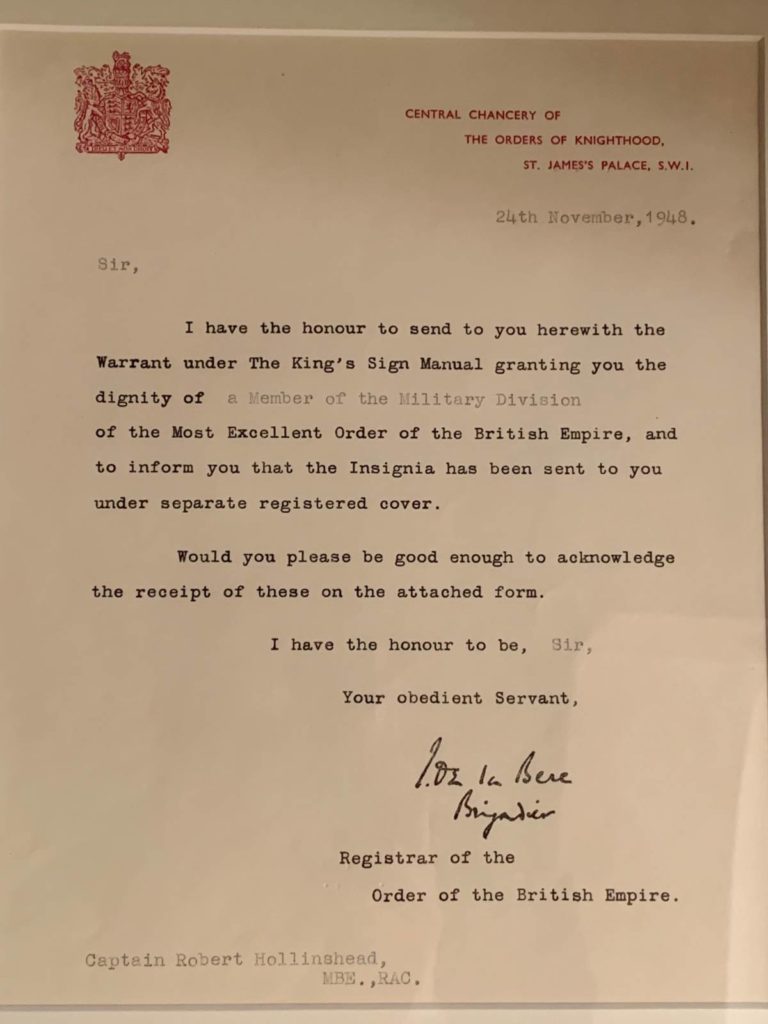 CENTRAL CHANCERY OF
THE ORDERS OF KNIGHTHOOD,
ST. JAMES'S PALACE, S.W.1.
24th November,1948.
Sir,
I have the honour to send to you herewith the
Warrant under The King's Sign Manual granting you the
dignity of a Member of the Military Division
of the Most Excellent Order of the British Empire, and
to inform you that the Insignia has been sent to you
under separate registered cover.
Would you please be good enough to acknowledge
the receipt of these on the attached form.
I have the honour to be, Sir,
Your obedient Servant,
I. De la Bere
Brigadier
Registrar of the
Order of the British Empire.
Captain Robert Hollinshead,
MBE.,RAC.